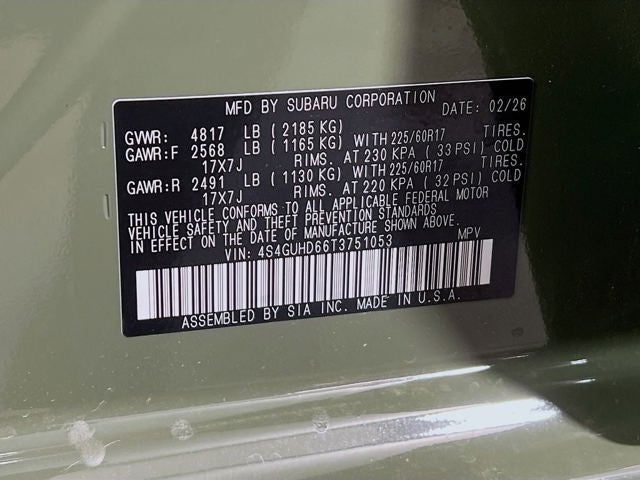 MFD BY SUBARU CORPORATION DATE: 02/26
GVWR: 4817 LB ( 2185 KG)
GAWR:F 2568 LB ( 1165 KG) WITH 225/60R17 TIRES.
17X7J RIMS. AT 230 KPA ( 33 PSI) COLD
GAWR:R 2491 LB ( 1130 KG) WITH 225/60R17 TIRES.
17X7J RIMS. AT 220 KPA ( 32 PSI) COLD
THIS VEHICLE CONFORMS TO ALL APPLICABLE FEDERAL MOTOR
VEHICLE SAFETY AND THEFT PREVENTION STANDARDS
IN EFFECT ON THE DATE OF MANUFACTURE SHOWN ABOVE.
VIN: 4S4GUHD66T3751053 MPV
ASSEMBLED BY SIA INC. MADE IN U.S.A.